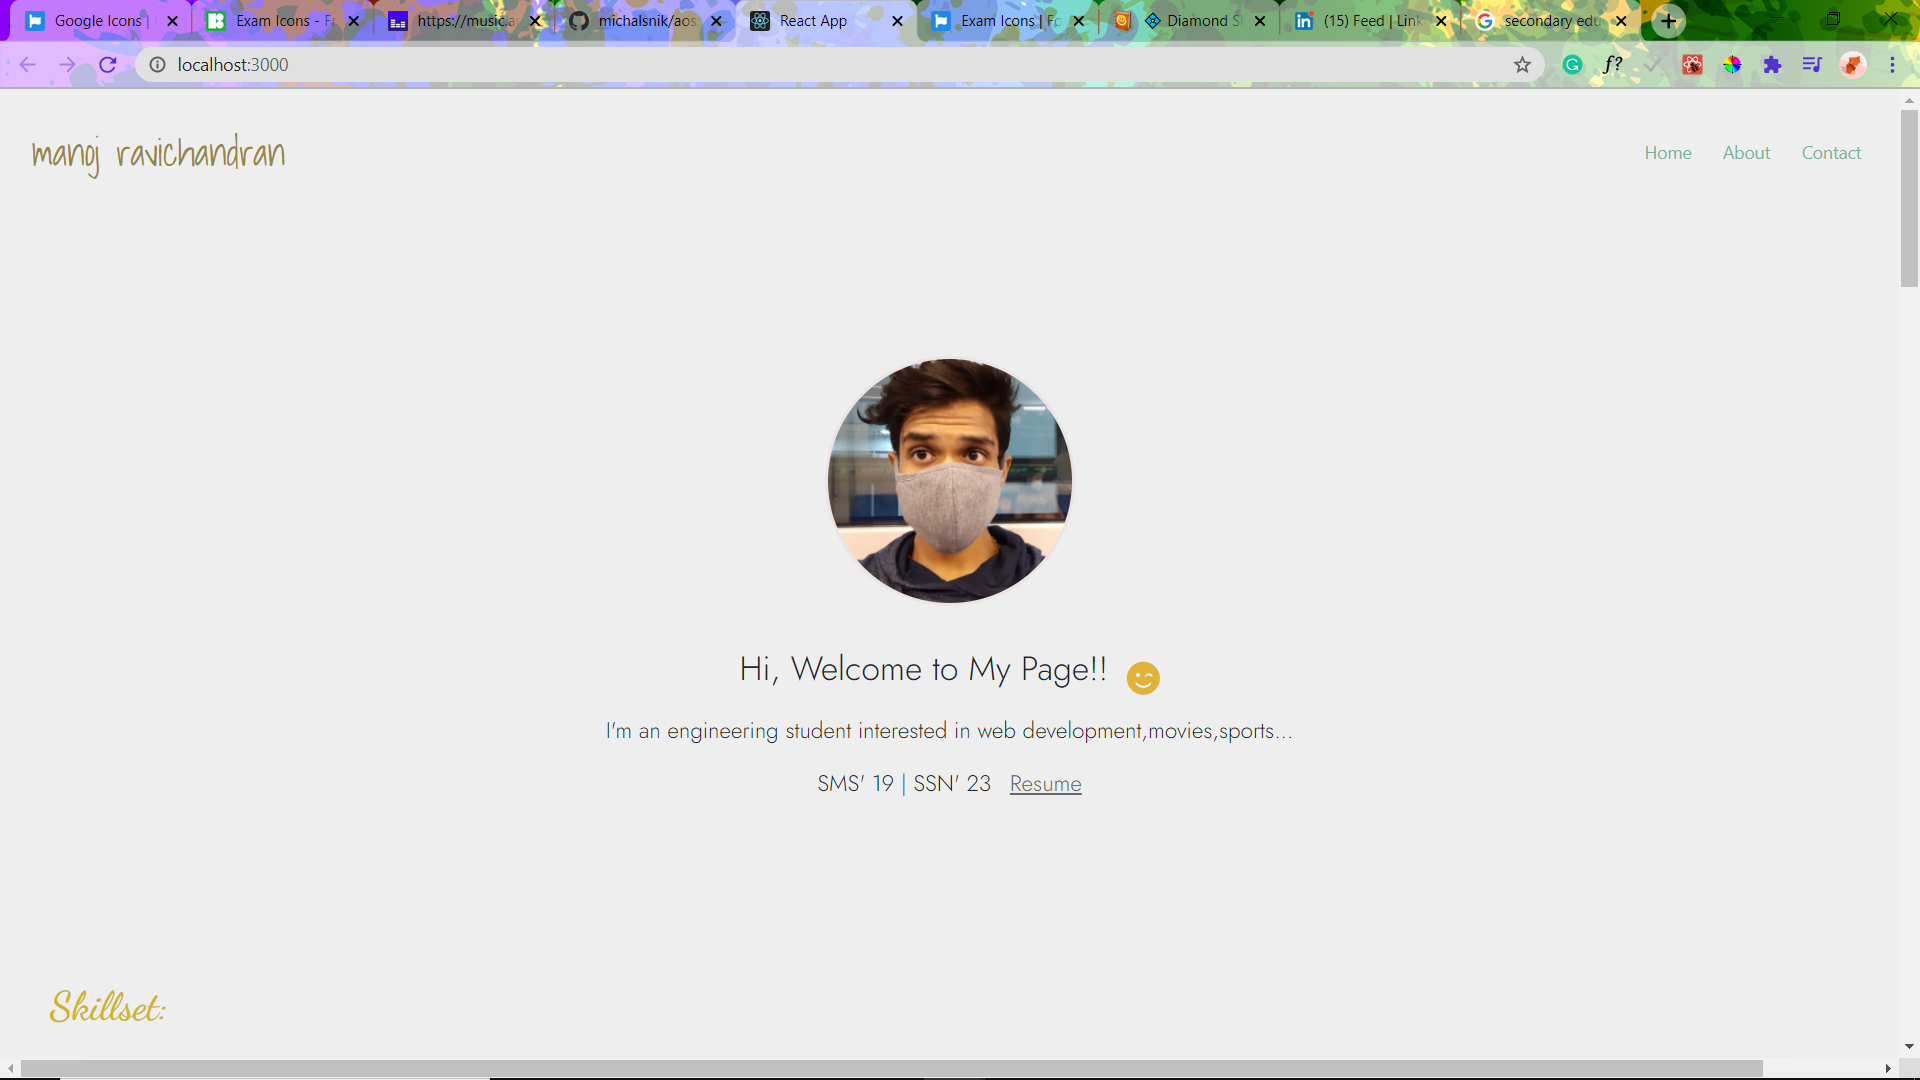 Google Icons |
Exam Icons - F
https://music.a
michalsnik/aos
React App
Exam Icons | Fo
Diamond S
(15) Feed | Link
secondary edu
localhost:3000
f?
manoj ravichandran
Home About Contact
Hi, Welcome to My Page!!
I'm an engineering student interested in web development,movies,sports...
SMS' 19 | SSN' 23 Resume
Skillset: